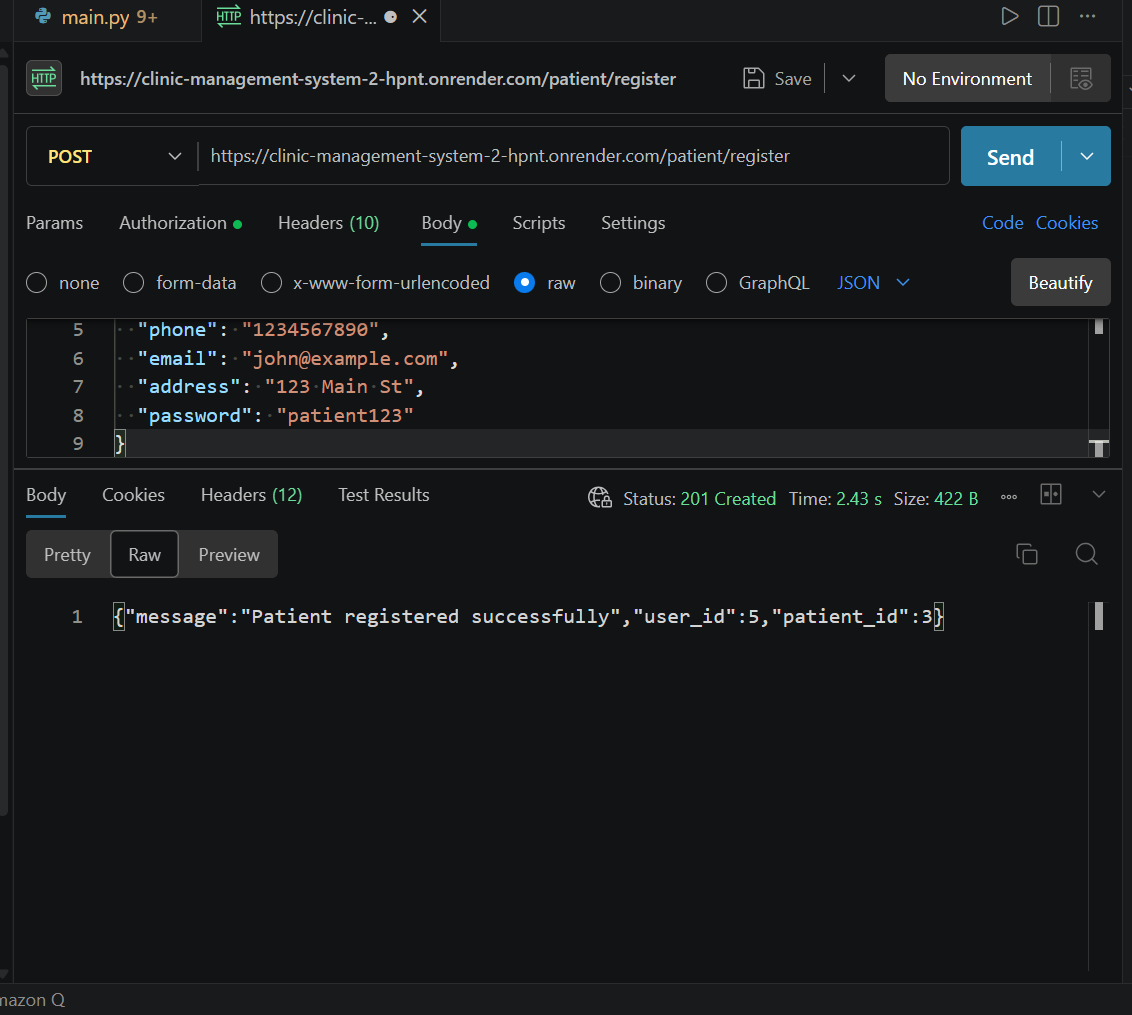 main.py 9+
HTTP https://clinic-...
HTTP https://clinic-management-system-2-hpnt.onrender.com/patient/register Save No Environment
POST https://clinic-management-system-2-hpnt.onrender.com/patient/register Send
Params Authorization Headers (10) Body Scripts Settings Code Cookies
none form-data x-www-form-urlencoded raw binary GraphQL JSON Beautify
5 "phone": "1234567890",
6 "email": "john@example.com",
7 "address": "123 Main St",
8 "password": "patient123"
9 }
Body Cookies Headers (12) Test Results Status: 201 Created Time: 2.43 s Size: 422 B
Pretty Raw Preview
1 {"message":"Patient registered successfully","user_id":5,"patient_id":3}
mazon Q